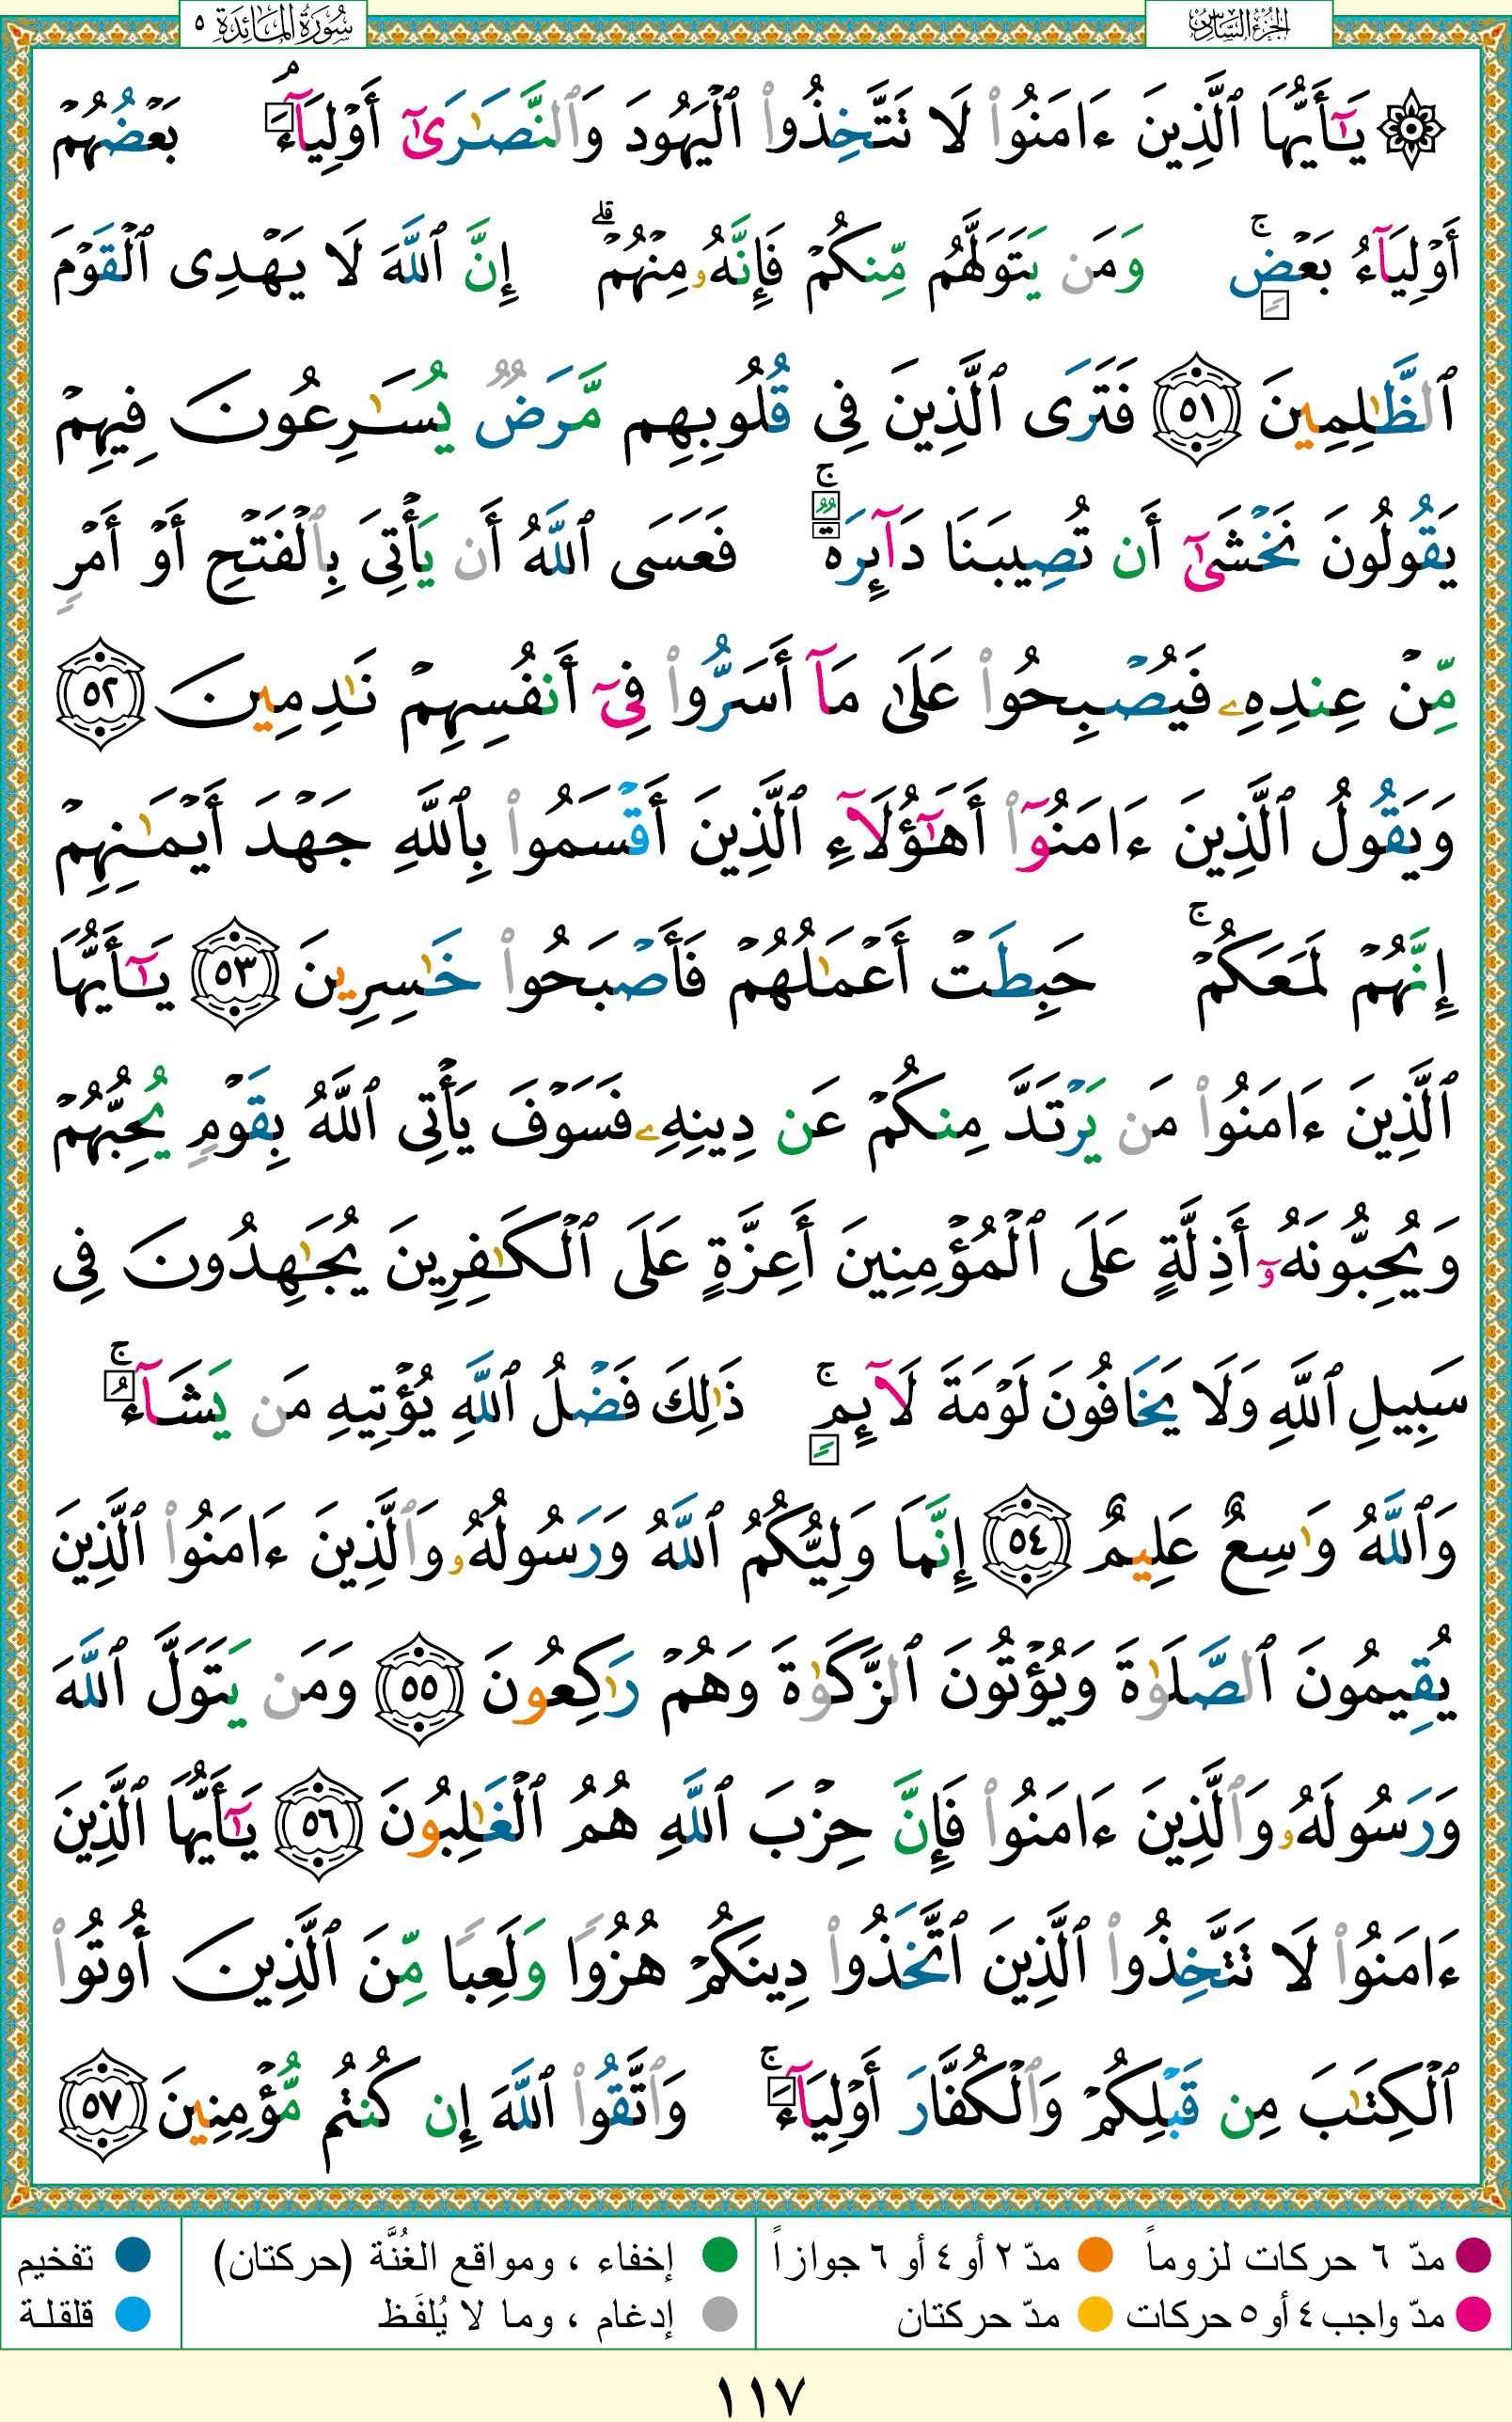 الجزء السادس
سورة المائدة ٥
۞ يَٰٓأَيُّهَا ٱلَّذِينَ ءَامَنُوا۟ لَا تَتَّخِذُوا۟ ٱلْيَهُودَ وَٱلنَّصَٰرَىٰٓ أَوْلِيَآءَ ۘ بَعْضُهُمْ
أَوْلِيَآءُ بَعْضٍ ۚ وَمَن يَتَوَلَّهُم مِّنكُمْ فَإِنَّهُۥ مِنْهُمْ ۗ إِنَّ ٱللَّهَ لَا يَهْدِى ٱلْقَوْمَ
ٱلظَّٰلِمِينَ ٥١ فَتَرَى ٱلَّذِينَ فِى قُلُوبِهِم مَّرَضٌ يُسَٰرِعُونَ فِيهِمْ
يَقُولُونَ نَخْشَىٰٓ أَن تُصِيبَنَا دَآئِرَةٌ ۚ فَعَسَى ٱللَّهُ أَن يَأْتِىَ بِٱلْفَتْحِ أَوْ أَمْرٍ
مِّنْ عِندِهِۦ فَيُصْبِحُوا۟ عَلَىٰ مَآ أَسَرُّوا۟ فِىٓ أَنفُسِهِمْ نَٰدِمِينَ ٥٢
وَيَقُولُ ٱلَّذِينَ ءَامَنُوٓا۟ أَهَٰٓؤُلَآءِ ٱلَّذِينَ أَقْسَمُوا۟ بِٱللَّهِ جَهْدَ أَيْمَٰنِهِمْ
إِنَّهُمْ لَمَعَكُمْ ۚ حَبِطَتْ أَعْمَٰلُهُمْ فَأَصْبَحُوا۟ خَٰسِرِينَ ٥٣ يَٰٓأَيُّهَا
ٱلَّذِينَ ءَامَنُوا۟ مَن يَرْتَدَّ مِنكُمْ عَن دِينِهِۦ فَسَوْفَ يَأْتِى ٱللَّهُ بِقَوْمٍ يُحِبُّهُمْ
وَيُحِبُّونَهُۥٓ أَذِلَّةٍ عَلَى ٱلْمُؤْمِنِينَ أَعِزَّةٍ عَلَى ٱلْكَٰفِرِينَ يُجَٰهِدُونَ فِى
سَبِيلِ ٱللَّهِ وَلَا يَخَافُونَ لَوْمَةَ لَآئِمٍ ۚ ذَٰلِكَ فَضْلُ ٱللَّهِ يُؤْتِيهِ مَن يَشَآءُ ۚ
وَٱللَّهُ وَٰسِعٌ عَلِيمٌ ٥٤ إِنَّمَا وَلِيُّكُمُ ٱللَّهُ وَرَسُولُهُۥ وَٱلَّذِينَ ءَامَنُوا۟ ٱلَّذِينَ
يُقِيمُونَ ٱلصَّلَوٰةَ وَيُؤْتُونَ ٱلزَّكَوٰةَ وَهُمْ رَٰكِعُونَ ٥٥ وَمَن يَتَوَلَّ ٱللَّهَ
وَرَسُولَهُۥ وَٱلَّذِينَ ءَامَنُوا۟ فَإِنَّ حِزْبَ ٱللَّهِ هُمُ ٱلْغَٰلِبُونَ ٥٦ يَٰٓأَيُّهَا ٱلَّذِينَ
ءَامَنُوا۟ لَا تَتَّخِذُوا۟ ٱلَّذِينَ ٱتَّخَذُوا۟ دِينَكُمْ هُزُوًا وَلَعِبًا مِّنَ ٱلَّذِينَ أُوتُوا۟
ٱلْكِتَٰبَ مِن قَبْلِكُمْ وَٱلْكُفَّارَ أَوْلِيَآءَ ۚ وَٱتَّقُوا۟ ٱللَّهَ إِن كُنتُم مُّؤْمِنِينَ ٥٧
مدّ ٦ حركات لزوماً
مدّ ٢ أو ٤ أو ٦ جوازاً
إخفاء ، ومواقع الغُنَّة (حركتان)
تفخيم
مدّ واجب ٤ أو ٥ حركات
مدّ حركتان
إدغام ، وما لا يُلفَظ
قلقلة
١١٧